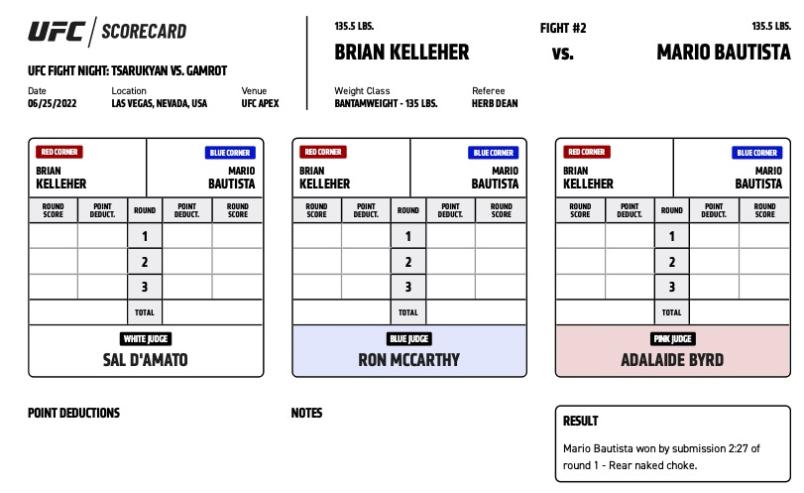 UFC / SCORECARD
UFC FIGHT NIGHT: TSARUKYAN VS. GAMROT
Date Location Venue
06/25/2022 LAS VEGAS, NEVADA, USA UFC APEX
135.5 LBS. FIGHT #2 135.5 LBS.
BRIAN KELLEHER VS. MARIO BAUTISTA
Weight Class Referee
BANTAMWEIGHT - 135 LBS. HERB DEAN
RED CORNER BLUE CORNER
BRIAN MARIO
KELLEHER BAUTISTA
ROUND POINT ROUND POINT ROUND
SCORE DEDUCT. DEDUCT. SCORE
1
2
3
TOTAL
WHITE JUDGE
SAL D'AMATO
RED CORNER BLUE CORNER
BRIAN MARIO
KELLEHER BAUTISTA
ROUND POINT ROUND POINT ROUND
SCORE DEDUCT. DEDUCT. SCORE
1
2
3
TOTAL
BLUE JUDGE
RON MCCARTHY
RED CORNER BLUE CORNER
BRIAN MARIO
KELLEHER BAUTISTA
ROUND POINT ROUND POINT ROUND
SCORE DEDUCT. DEDUCT. SCORE
1
2
3
TOTAL
PINK JUDGE
ADALAIDE BYRD
POINT DEDUCTIONS
NOTES
RESULT
Mario Bautista won by submission 2:27 of
round 1 - Rear naked choke.